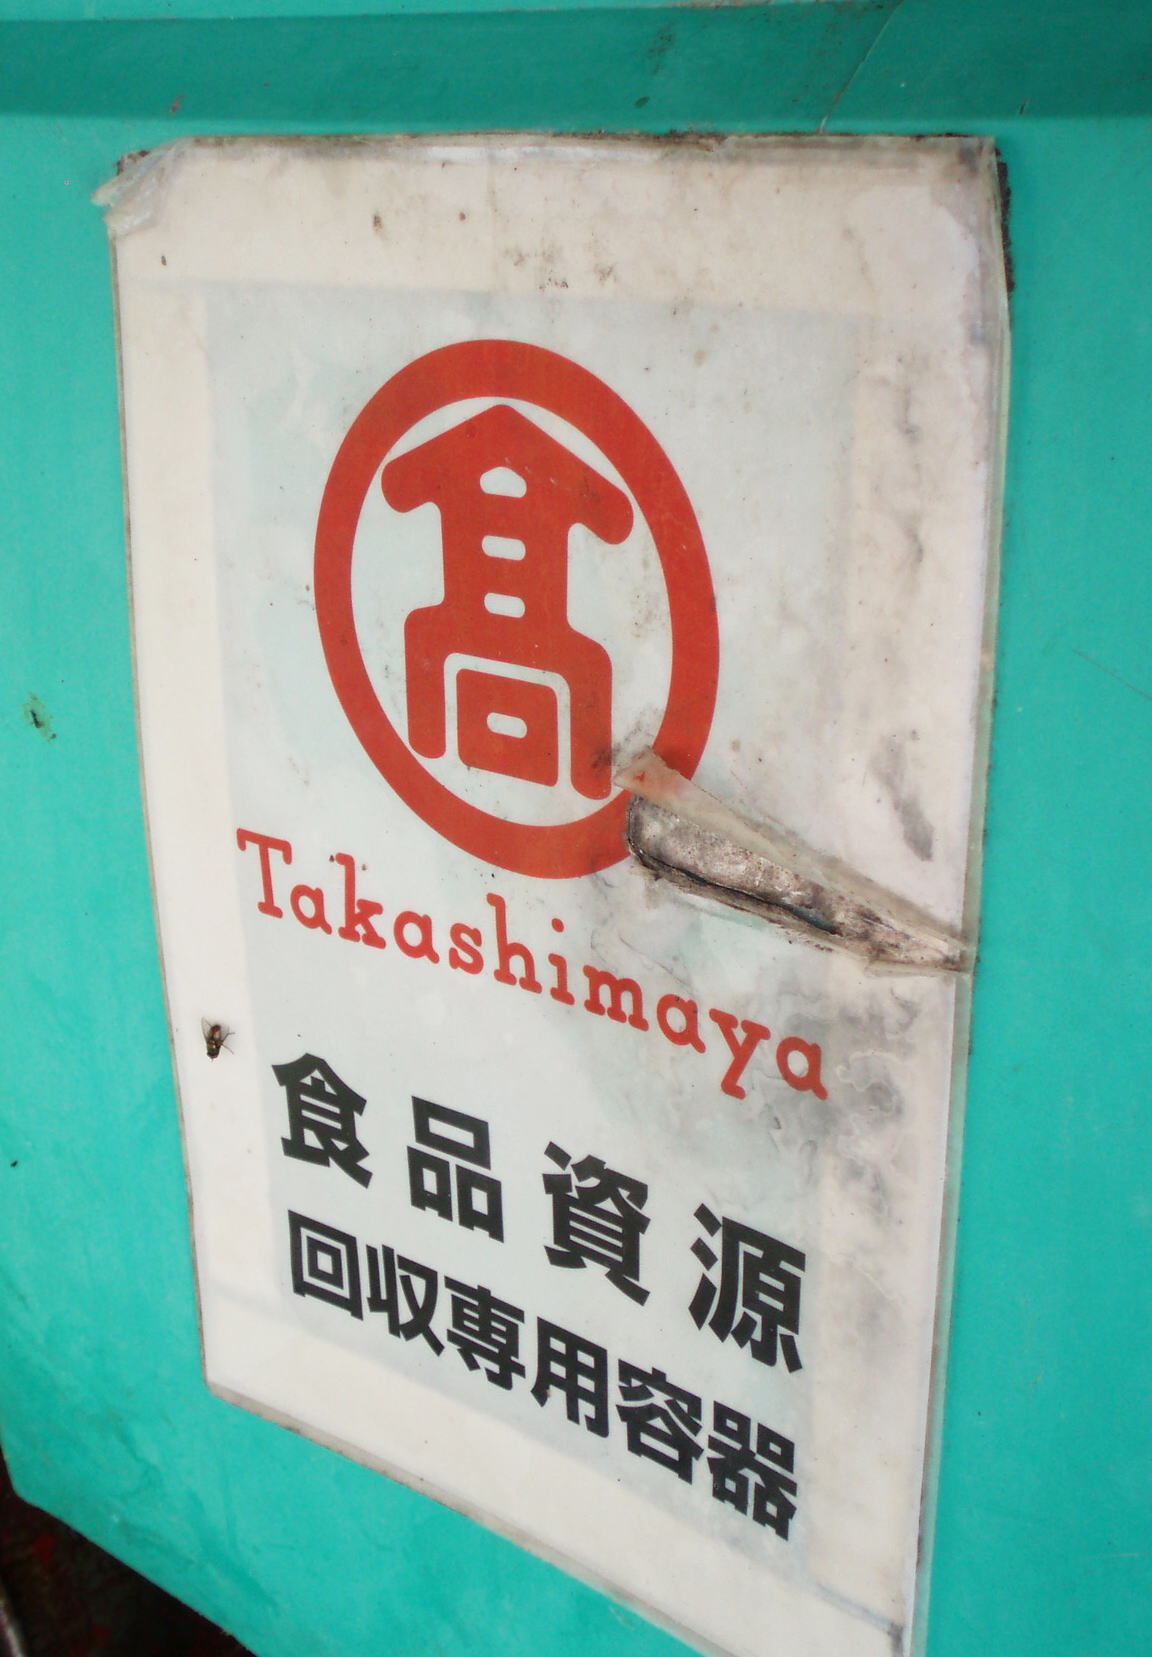 髙
Takashimaya
食品資源
回収専用容器